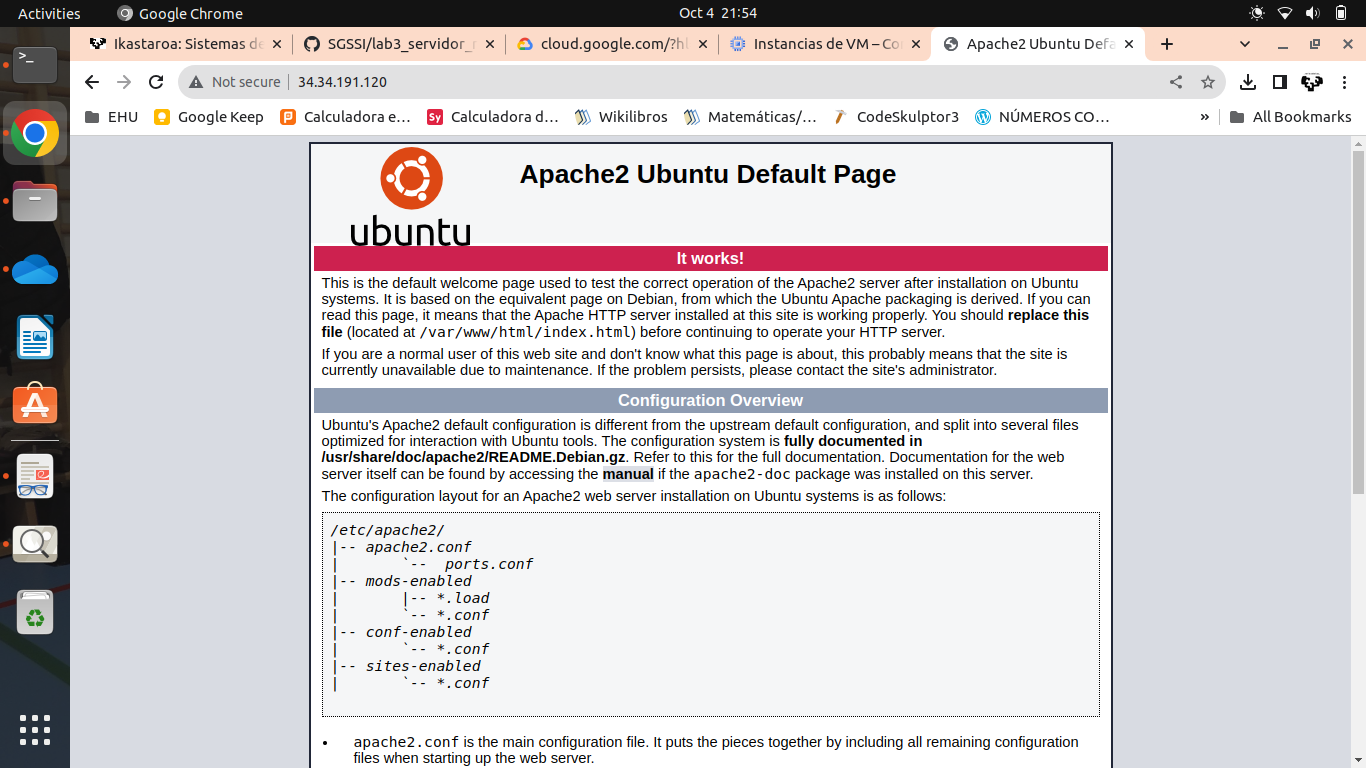 Activities
Google Chrome
Oct 4 21:54
Ikastaroa: Sistemas de
SGSSI/lab3_servidor_
cloud.google.com/?hl
Instancias de VM – Co
Apache2 Ubuntu Defa
Not secure
34.34.191.120
EHU
Google Keep
Calculadora e…
Sy
Calculadora d…
Wikilibros
Matemáticas/…
CodeSkulptor3
NÚMEROS CO…
»
All Bookmarks
ubuntu
Apache2 Ubuntu Default Page
It works!
This is the default welcome page used to test the correct operation of the Apache2 server after installation on Ubuntu
systems. It is based on the equivalent page on Debian, from which the Ubuntu Apache packaging is derived. If you can
read this page, it means that the Apache HTTP server installed at this site is working properly. You should replace this
file (located at /var/www/html/index.html) before continuing to operate your HTTP server.
If you are a normal user of this web site and don't know what this page is about, this probably means that the site is
currently unavailable due to maintenance. If the problem persists, please contact the site's administrator.
Configuration Overview
Ubuntu's Apache2 default configuration is different from the upstream default configuration, and split into several files
optimized for interaction with Ubuntu tools. The configuration system is fully documented in
/usr/share/doc/apache2/README.Debian.gz. Refer to this for the full documentation. Documentation for the web
server itself can be found by accessing the manual if the apache2-doc package was installed on this server.
The configuration layout for an Apache2 web server installation on Ubuntu systems is as follows:
/etc/apache2/
|-- apache2.conf
|       `--  ports.conf
|-- mods-enabled
|       |-- *.load
|       `-- *.conf
|-- conf-enabled
|       `-- *.conf
|-- sites-enabled
|       `-- *.conf
• apache2.conf is the main configuration file. It puts the pieces together by including all remaining configuration
files when starting up the web server.